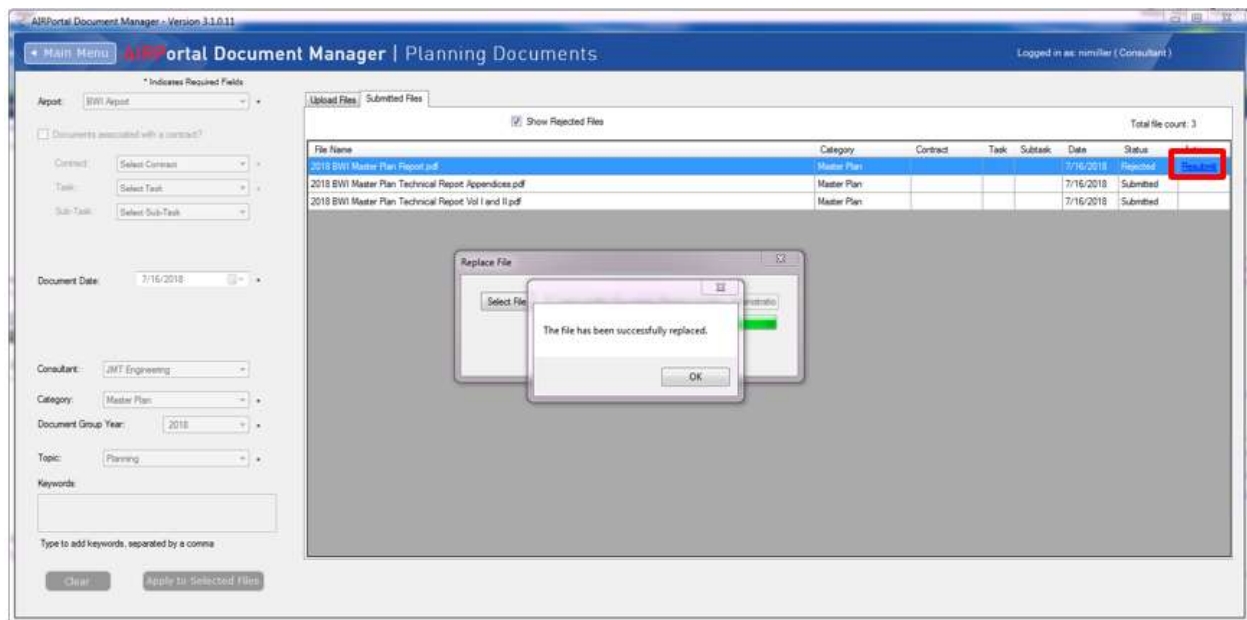 AIRPortal Document Manager - Version 3.1.0.11
Main Menu AIRPortal Document Manager | Planning Documents Logged in as: nimiller ( Consultant )
* Indicates Required Fields
Airport: BWI Airport *
Upload Files Submitted Files
Documents associated with a contract?
Show Rejected Files Total file count: 3
Contract: Select Contract *
Task: Select Task *
Sub-Task: Select Sub-Task
File Name Category Contract Task Subtask Date Status
2018 BWI Master Plan Report.pdf Master Plan 7/16/2018 Rejected Resubmit
2018 BWI Master Plan Technical Report Appendices.pdf Master Plan 7/16/2018 Submitted
2018 BWI Master Plan Technical Report Vol I and II.pdf Master Plan 7/16/2018 Submitted
Document Date: 7/16/2018 *
Replace File
Select File
The file has been successfully replaced.
OK
Consultant: JMT Engineering
Category: Master Plan *
Document Group Year: 2018 *
Topic: Planning *
Keywords:
Type to add keywords, separated by a comma
Clear Apply to Selected Files